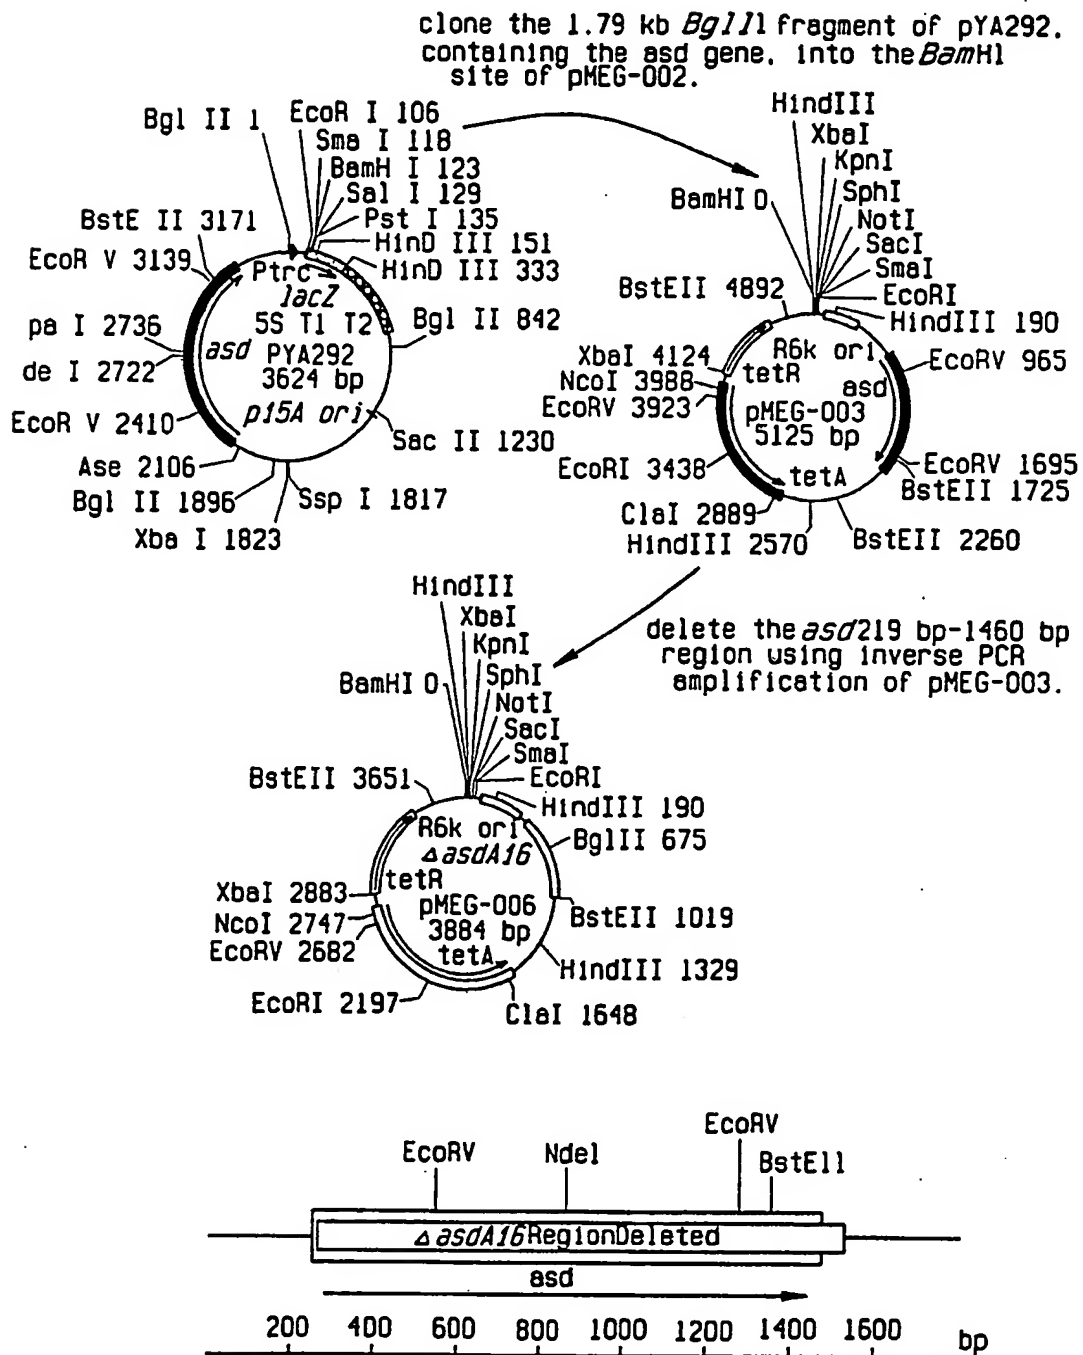 clone the 1.79 kb BglII1 fragment of pYA292.
containing the asd gene. into the BamH1
site of pMEG-002.
Bgl II 1
EcoR I 106
Sma I 118
BamH I 123
Sal I 129
Pst I 135
HinD III 151
HinD III 333
BstE II 3171
EcoR V 3139
pa I 2736
de I 2722
EcoR V 2410
Ase 2106
Bgl II 1896
Xba I 1823
Ssp I 1817
Sac II 1230
Bgl II 842
Ptrc
lacZ
5S T1 T2
asd
PYA292
3624 bp
p15A ori
HindIII
XbaI
KpnI
SphI
NotI
SacI
SmaI
EcoRI
HindIII 190
BamHI 0
BstEII 4892
XbaI 4124
NcoI 3988
EcoRV 3923
EcoRI 3438
ClaI 2889
HindIII 2570
BstEII 2260
BstEII 1725
EcoRV 1695
EcoRV 965
R6k ori
tetR
asd
pMEG-003
5125 bp
tetA
delete the asd 219 bp-1460 bp
region using inverse PCR
amplification of pMEG-003.
HindIII
XbaI
KpnI
SphI
NotI
SacI
SmaI
EcoRI
HindIII 190
BamHI 0
BstEII 3651
BglII 675
BstEII 1019
HindIII 1329
ClaI 1648
EcoRI 2197
EcoRV 2682
NcoI 2747
XbaI 2883
R6k ori
ΔasdA16
tetR
pMEG-006
3884 bp
tetA
EcoRV
NdeI
EcoRV
BstE11
ΔasdA16 RegionDeleted
asd
200 400 600 800 1000 1200 1400 1600 bp